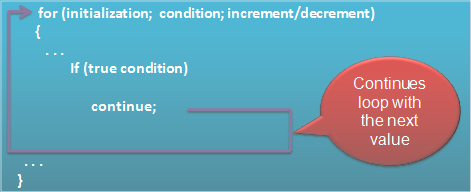 for (initialization; condition; increment/decrement)
{
...
If (true condition)
continue;
...
}
Continues
loop with
the next
value